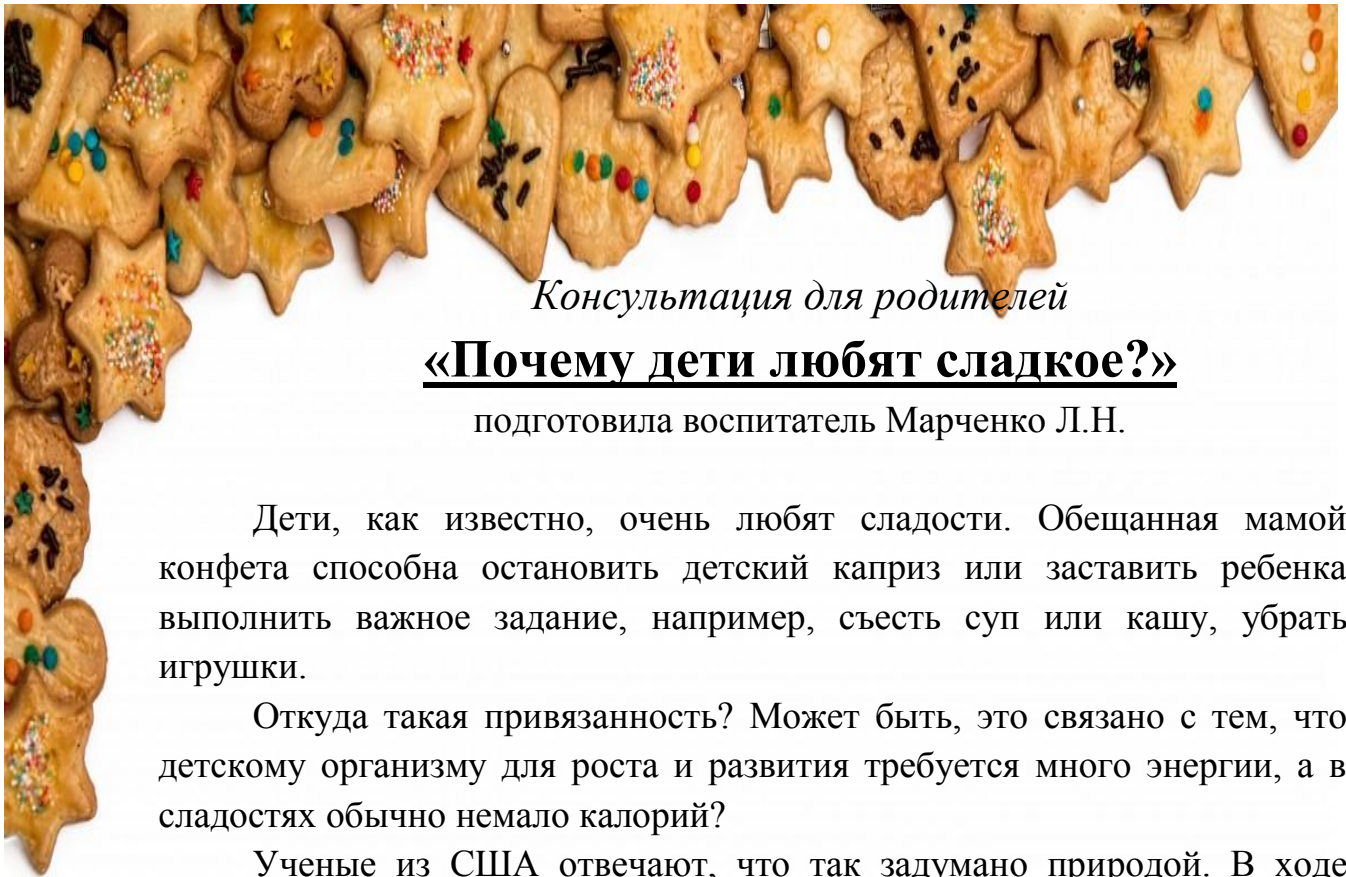 Консультация для родителей
«Почему дети любят сладкое?»
подготовила воспитатель Марченко Л.Н.
Дети, как известно, очень любят сладости. Обещанная мамой
конфета способна остановить детский каприз или заставить ребенка
выполнить важное задание, например, съесть суп или кашу, убрать
игрушки.
Откуда такая привязанность? Может быть, это связано с тем, что
детскому организму для роста и развития требуется много энергии, а в
сладостях обычно немало калорий?
Ученые из США отвечают, что так задумано природой. В ходе